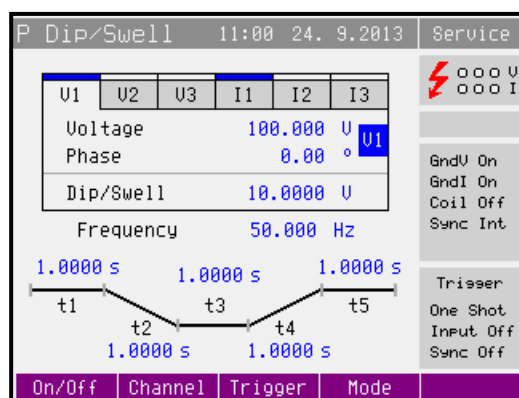 P Dip/Swell 11:00 24. 9.2013 Service
ooo V
ooo I
V1 V2 V3 I1 I2 I3
Voltage 100.000 V
V1
Phase 0.00 °
Dip/Swell 10.0000 V
Frequency 50.000 Hz
GndV On
GndI On
Coil Off
Sync Int
1.0000 s 1.0000 s 1.0000 s
t1 t3 t5
t2 t4
1.0000 s 1.0000 s
Trigger
One Shot
Input Off
Sync Off
On/Off Channel Trigger Mode